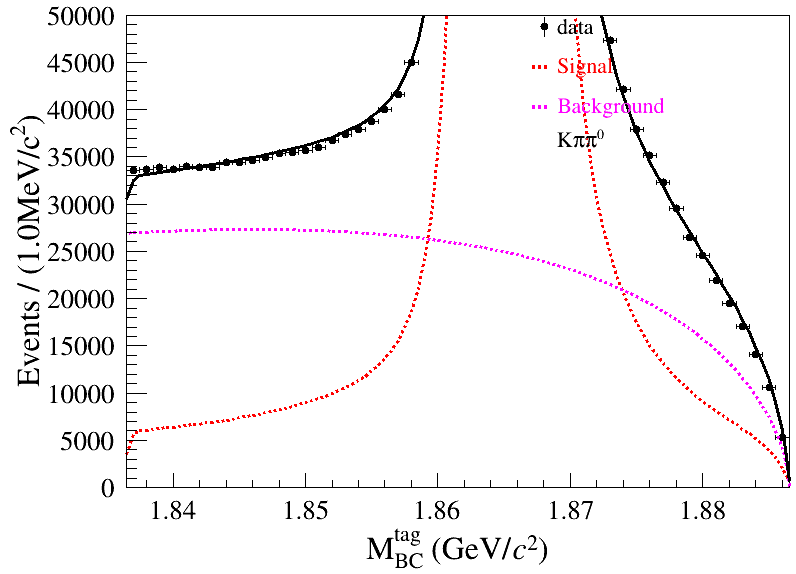 50000
45000
40000
35000
30000
25000
20000
15000
10000
5000
0
Events / (1.0MeV/c²)
data
Signal
Background
Kππ⁰
1.84 1.85 1.86 1.87 1.88
M_BC^tag (GeV/c²)